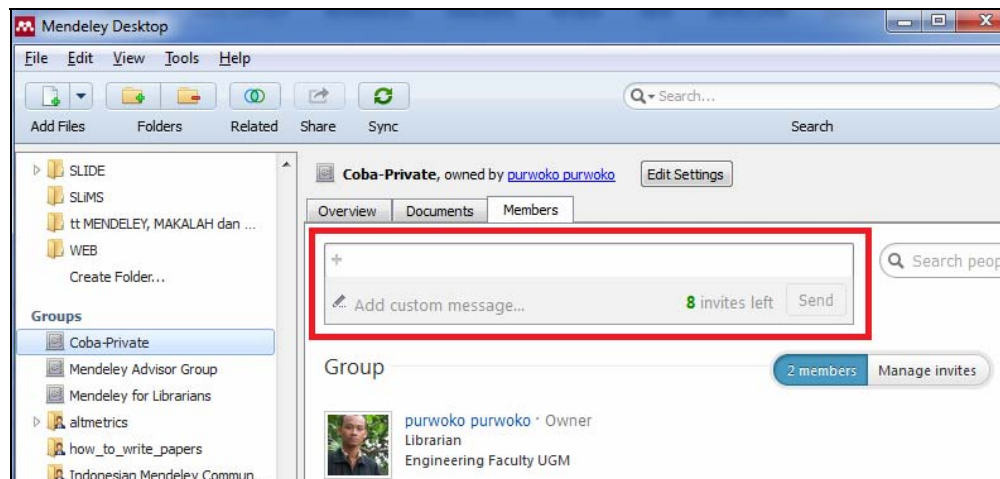 Mendeley Desktop
File Edit View Tools Help
Search...
Add Files Folders Related Share Sync Search
SLIDE
SLiMS
tt MENDELEY, MAKALAH dan ...
WEB
Create Folder...
Groups
Coba-Private
Mendeley Advisor Group
Mendeley for Librarians
altmetrics
how_to_write_papers
Indonesian Mendeley Commun...
Coba-Private, owned by purwoko purwoko Edit Settings
Overview Documents Members
+
Search peop
Add custom message... 8 invites left Send
Group 2 members Manage invites
purwoko purwoko · Owner
Librarian
Engineering Faculty UGM